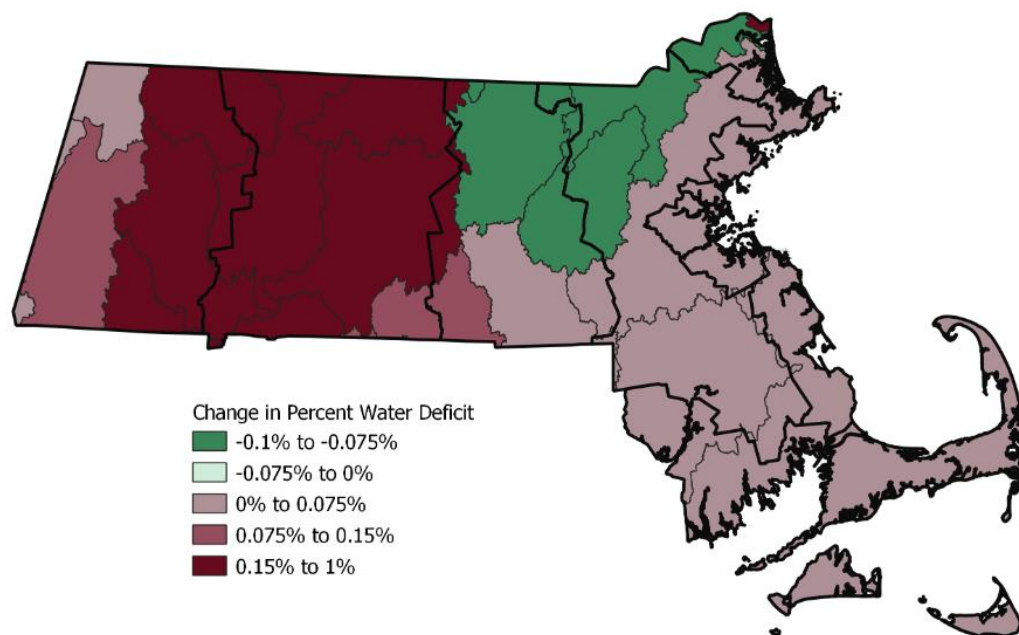 Change in Percent Water Deficit
-0.1% to -0.075%
-0.075% to 0%
0% to 0.075%
0.075% to 0.15%
0.15% to 1%